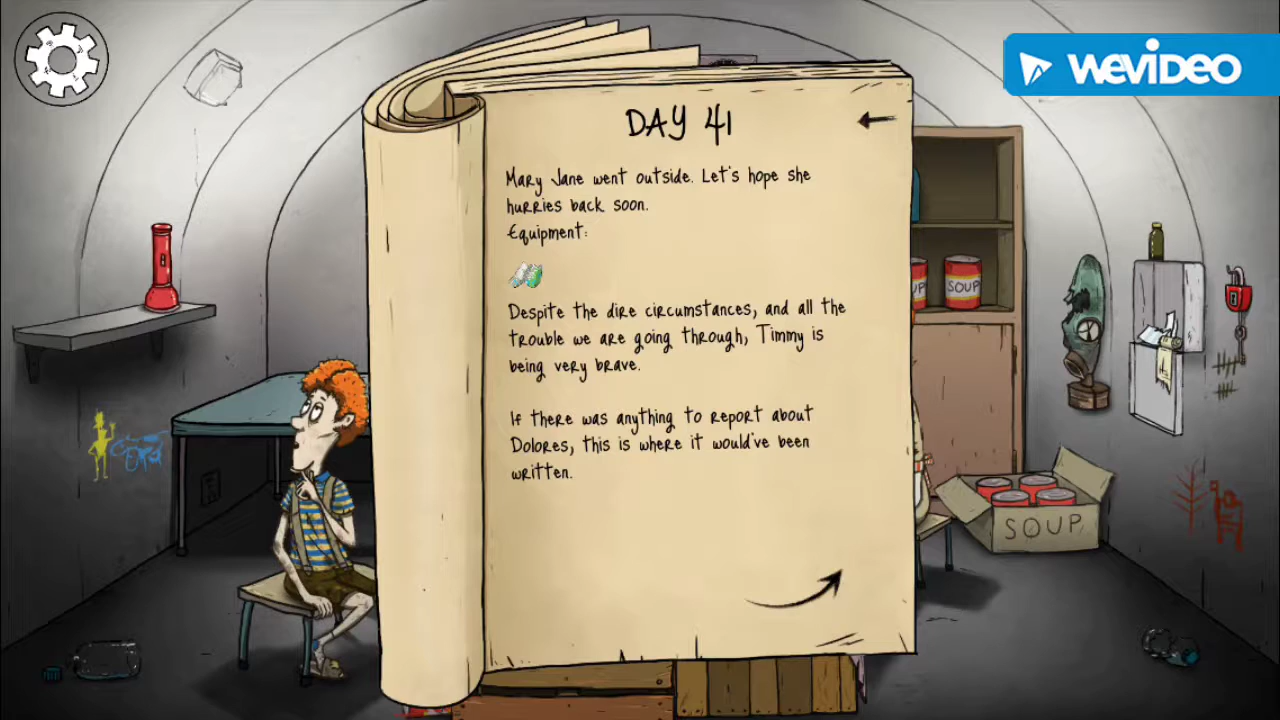 WEVIDEO
DAY 41
Mary Jane went outside. Let's hope she
hurries back soon.
Equipment:
Despite the dire circumstances, and all the
trouble we are going through, Timmy is
being very brave.
If there was anything to report about
Dolores, this is where it would've been
written.
UP
SOUP
SOUP